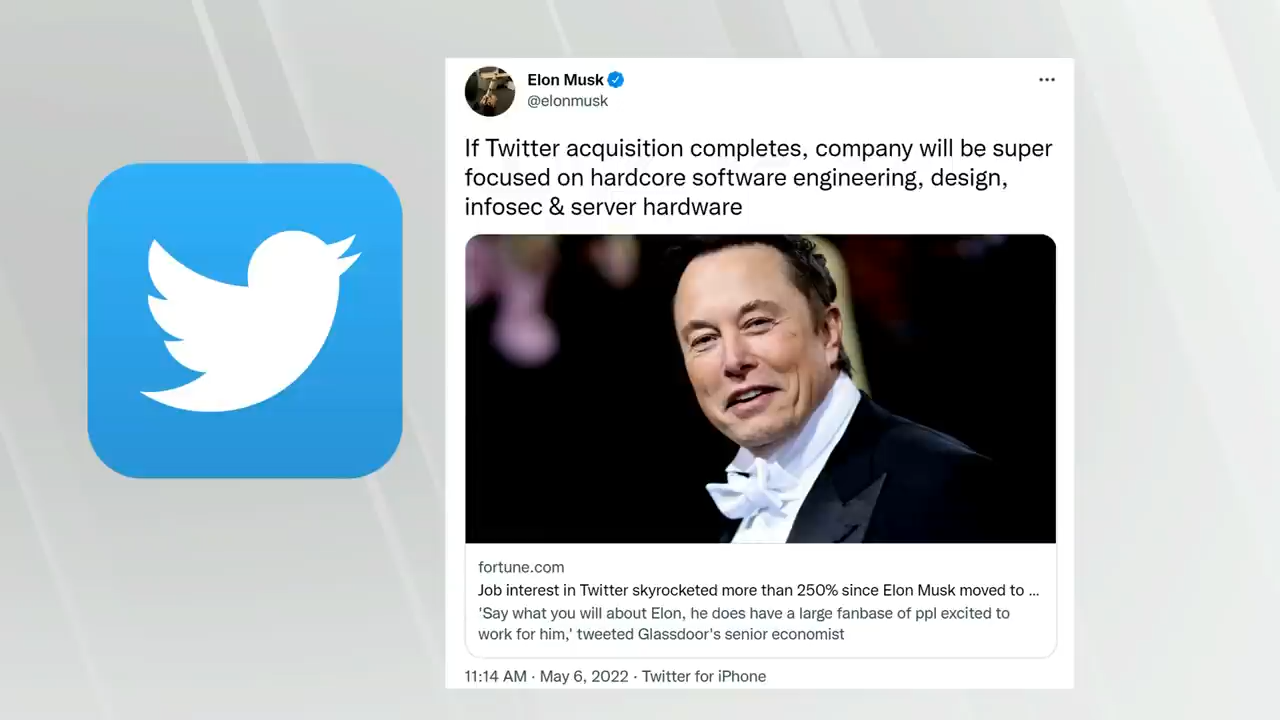 Elon Musk
@elonmusk
If Twitter acquisition completes, company will be super
focused on hardcore software engineering, design,
infosec & server hardware
fortune.com
Job interest in Twitter skyrocketed more than 250% since Elon Musk moved to ...
'Say what you will about Elon, he does have a large fanbase of ppl excited to
work for him,' tweeted Glassdoor's senior economist
11:14 AM · May 6, 2022 · Twitter for iPhone